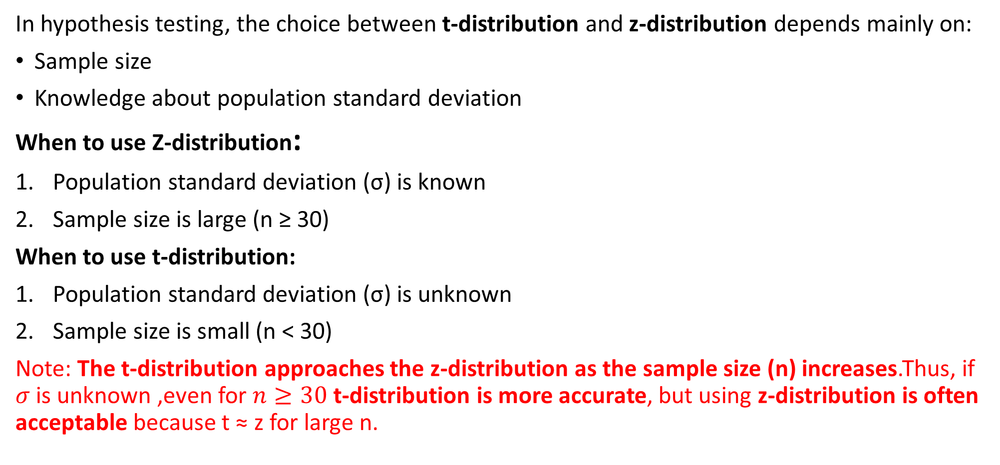 In hypothesis testing, the choice between t-distribution and z-distribution depends mainly on:
• Sample size
• Knowledge about population standard deviation
When to use Z-distribution:
1. Population standard deviation (σ) is known
2. Sample size is large (n ≥ 30)
When to use t-distribution:
1. Population standard deviation (σ) is unknown
2. Sample size is small (n < 30)
Note: The t-distribution approaches the z-distribution as the sample size (n) increases.Thus, if
𝜎 is unknown ,even for 𝑛 ≥ 30 t-distribution is more accurate, but using z-distribution is often
acceptable because t ≈ z for large n.